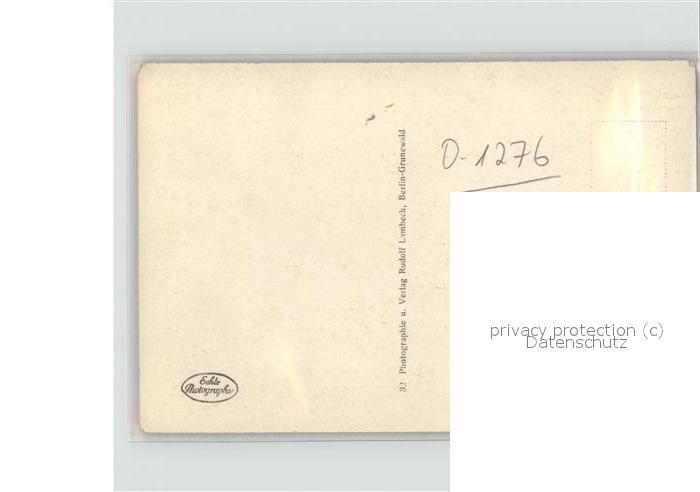 D-1276
32 Photographie u. Verlag Rudolf Lambeck, Berlin-Grunewald
privacy protection (c)
Datenschutz
Echte
Photographie